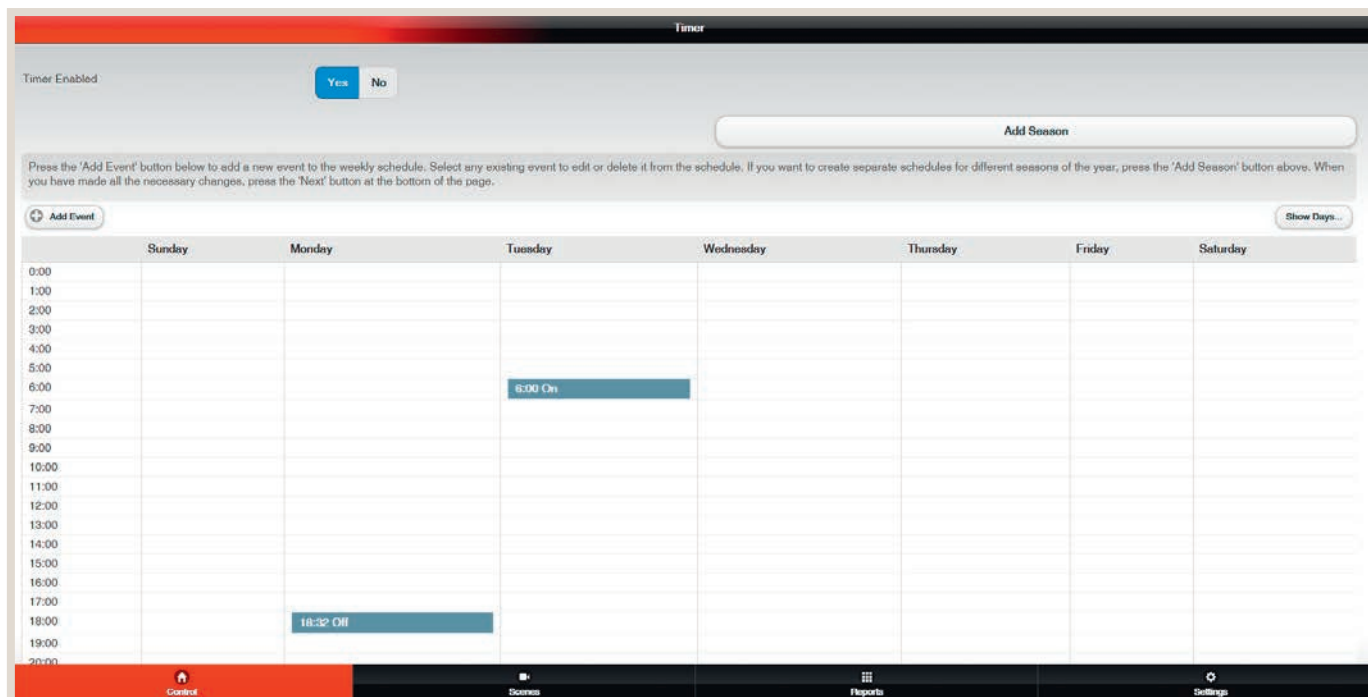 Timer
Timer Enabled
Yes No
Add Season
Press the 'Add Event' button below to add a new event to the weekly schedule. Select any existing event to edit or delete it from the schedule. If you want to create separate schedules for different seasons of the year, press the 'Add Season' button above. When
you have made all the necessary changes, press the 'Next' button at the bottom of the page.
Add Event Show Days...
Sunday Monday Tuesday Wednesday Thursday Friday Saturday
0:00
1:00
2:00
3:00
4:00
5:00
6:00 6:00 On
7:00
8:00
9:00
10:00
11:00
12:00
13:00
14:00
15:00
16:00
17:00
18:00 18:32 Off
19:00
20:00
Control Scenes Reports Settings